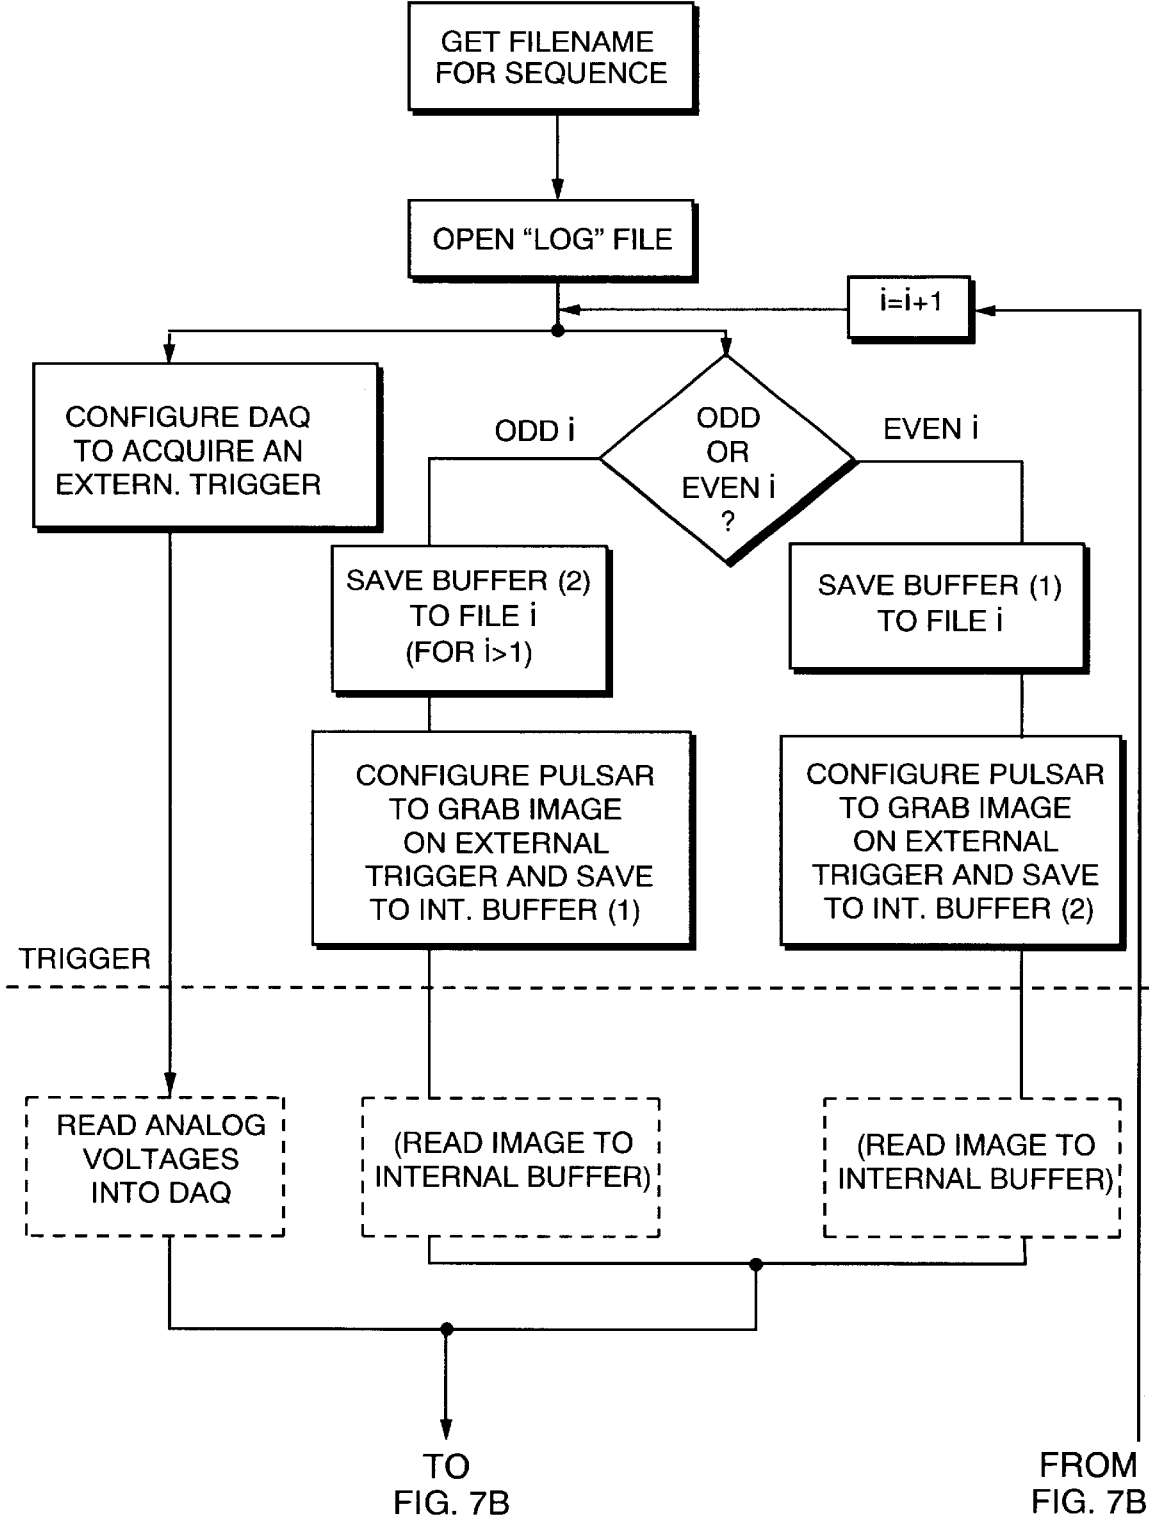 GET FILENAME
FOR SEQUENCE
OPEN “LOG” FILE
i=i+1
CONFIGURE DAQ
TO ACQUIRE AN
EXTERN. TRIGGER
ODD i
ODD
OR
EVEN i
?
EVEN i
SAVE BUFFER (2)
TO FILE i
(FOR i>1)
SAVE BUFFER (1)
TO FILE i
CONFIGURE PULSAR
TO GRAB IMAGE
ON EXTERNAL
TRIGGER AND SAVE
TO INT. BUFFER (1)
CONFIGURE PULSAR
TO GRAB IMAGE
ON EXTERNAL
TRIGGER AND SAVE
TO INT. BUFFER (2)
TRIGGER
READ ANALOG
VOLTAGES
INTO DAQ
(READ IMAGE TO
INTERNAL BUFFER)
(READ IMAGE TO
INTERNAL BUFFER)
TO
FIG. 7B
FROM
FIG. 7B